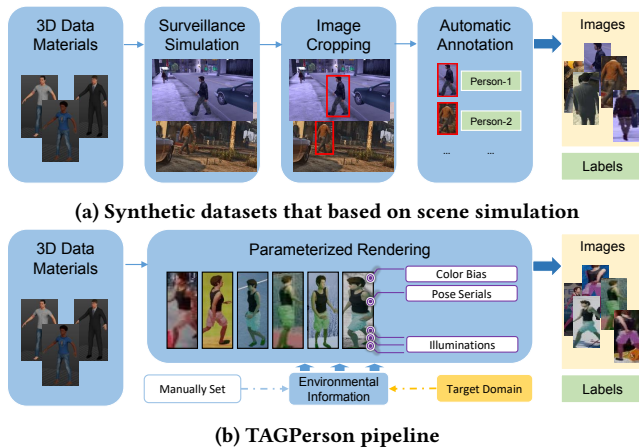 3D Data
Materials
Surveillance
Simulation
Image
Cropping
Automatic
Annotation
Person-1
Person-2
... ...
Images
Labels
(a) Synthetic datasets that based on scene simulation
3D Data
Materials
Parameterized Rendering
Color Bias
Pose Serials
Illuminations
Manually Set
Environmental
Information
Target Domain
Images
Labels
(b) TAGPerson pipeline